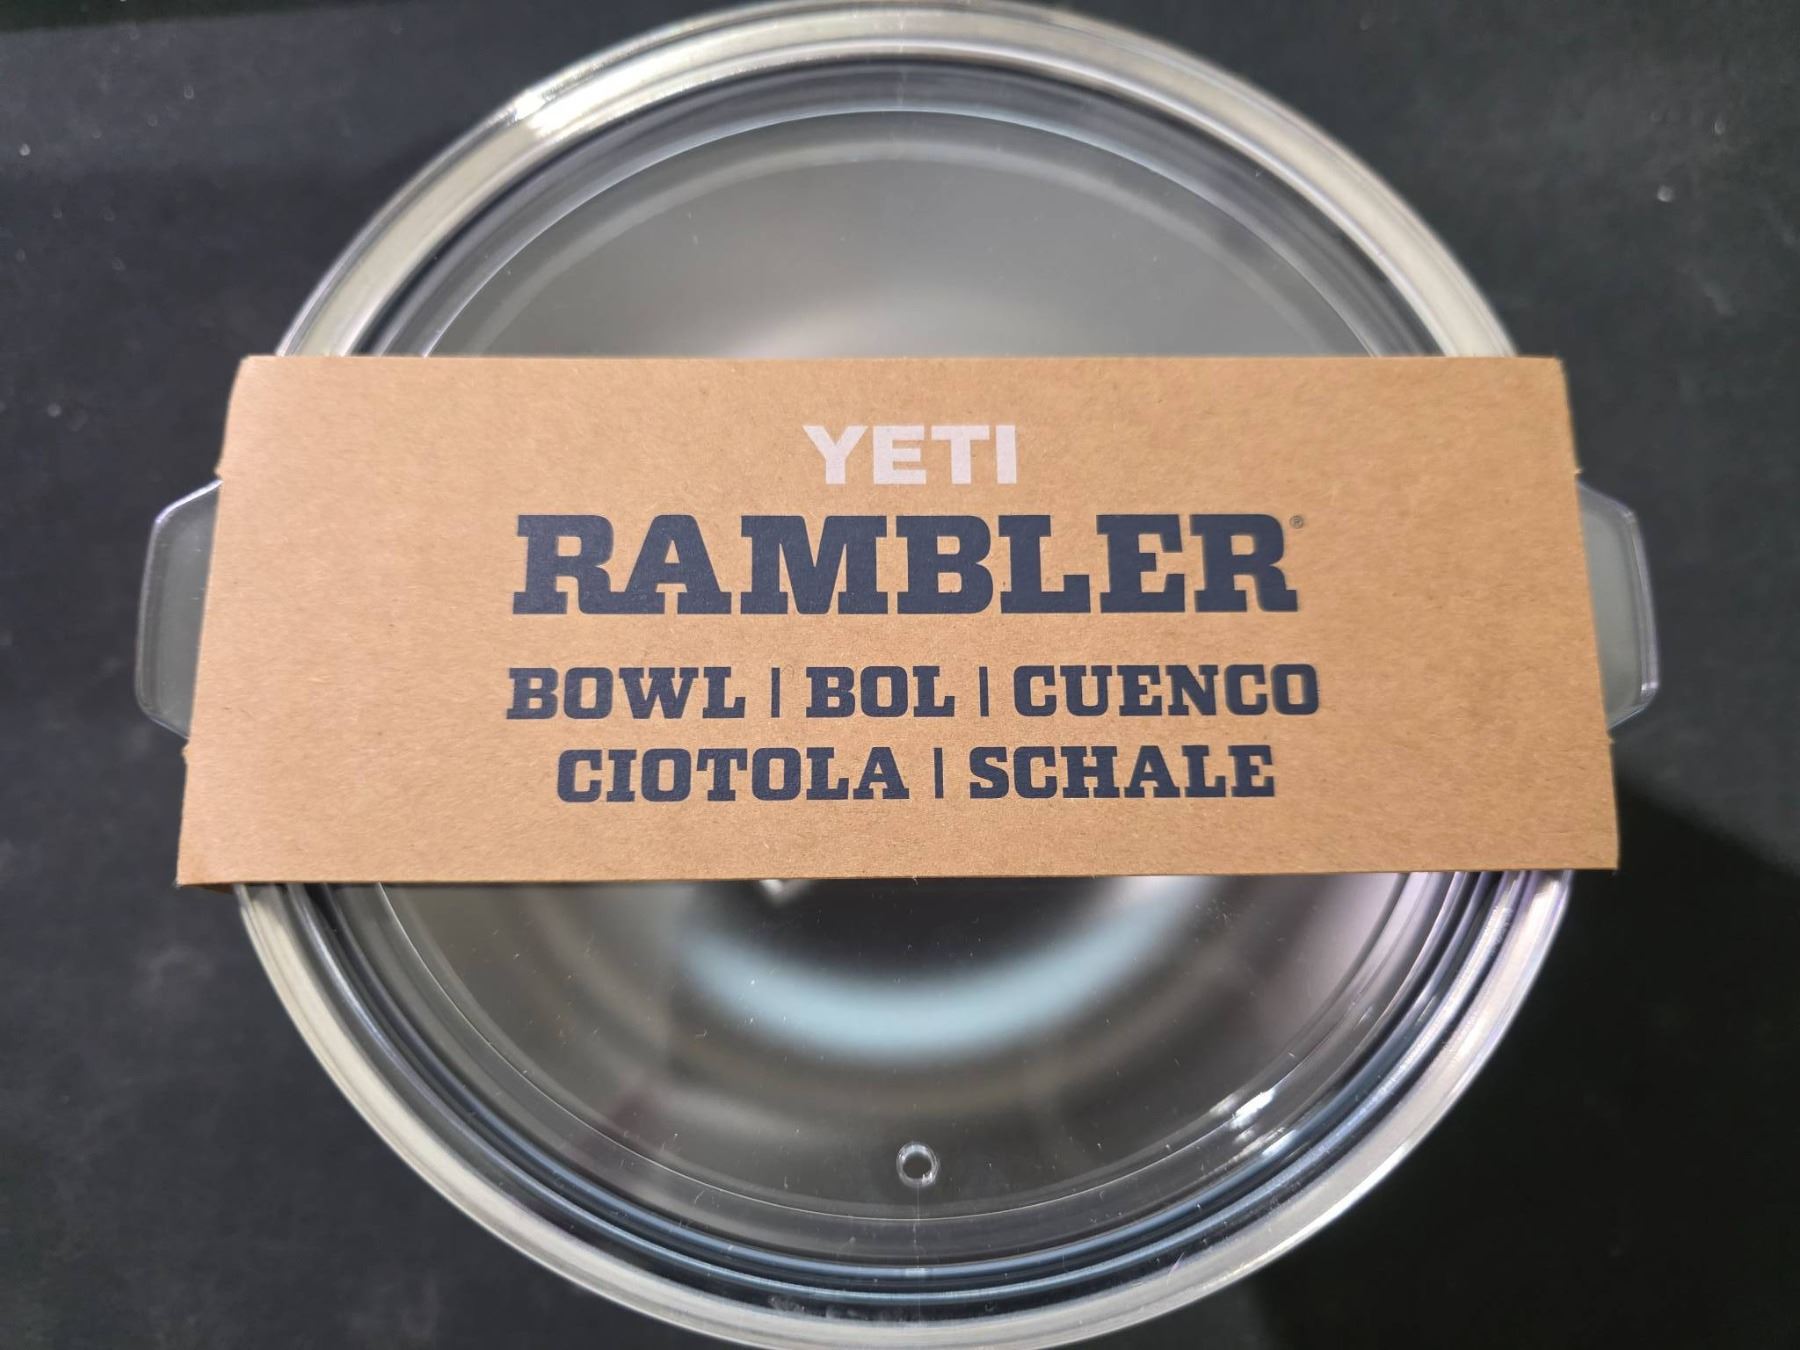 YETI
RAMBLER®
BOWL | BOL | CUENCO
CIOTOLA | SCHALE